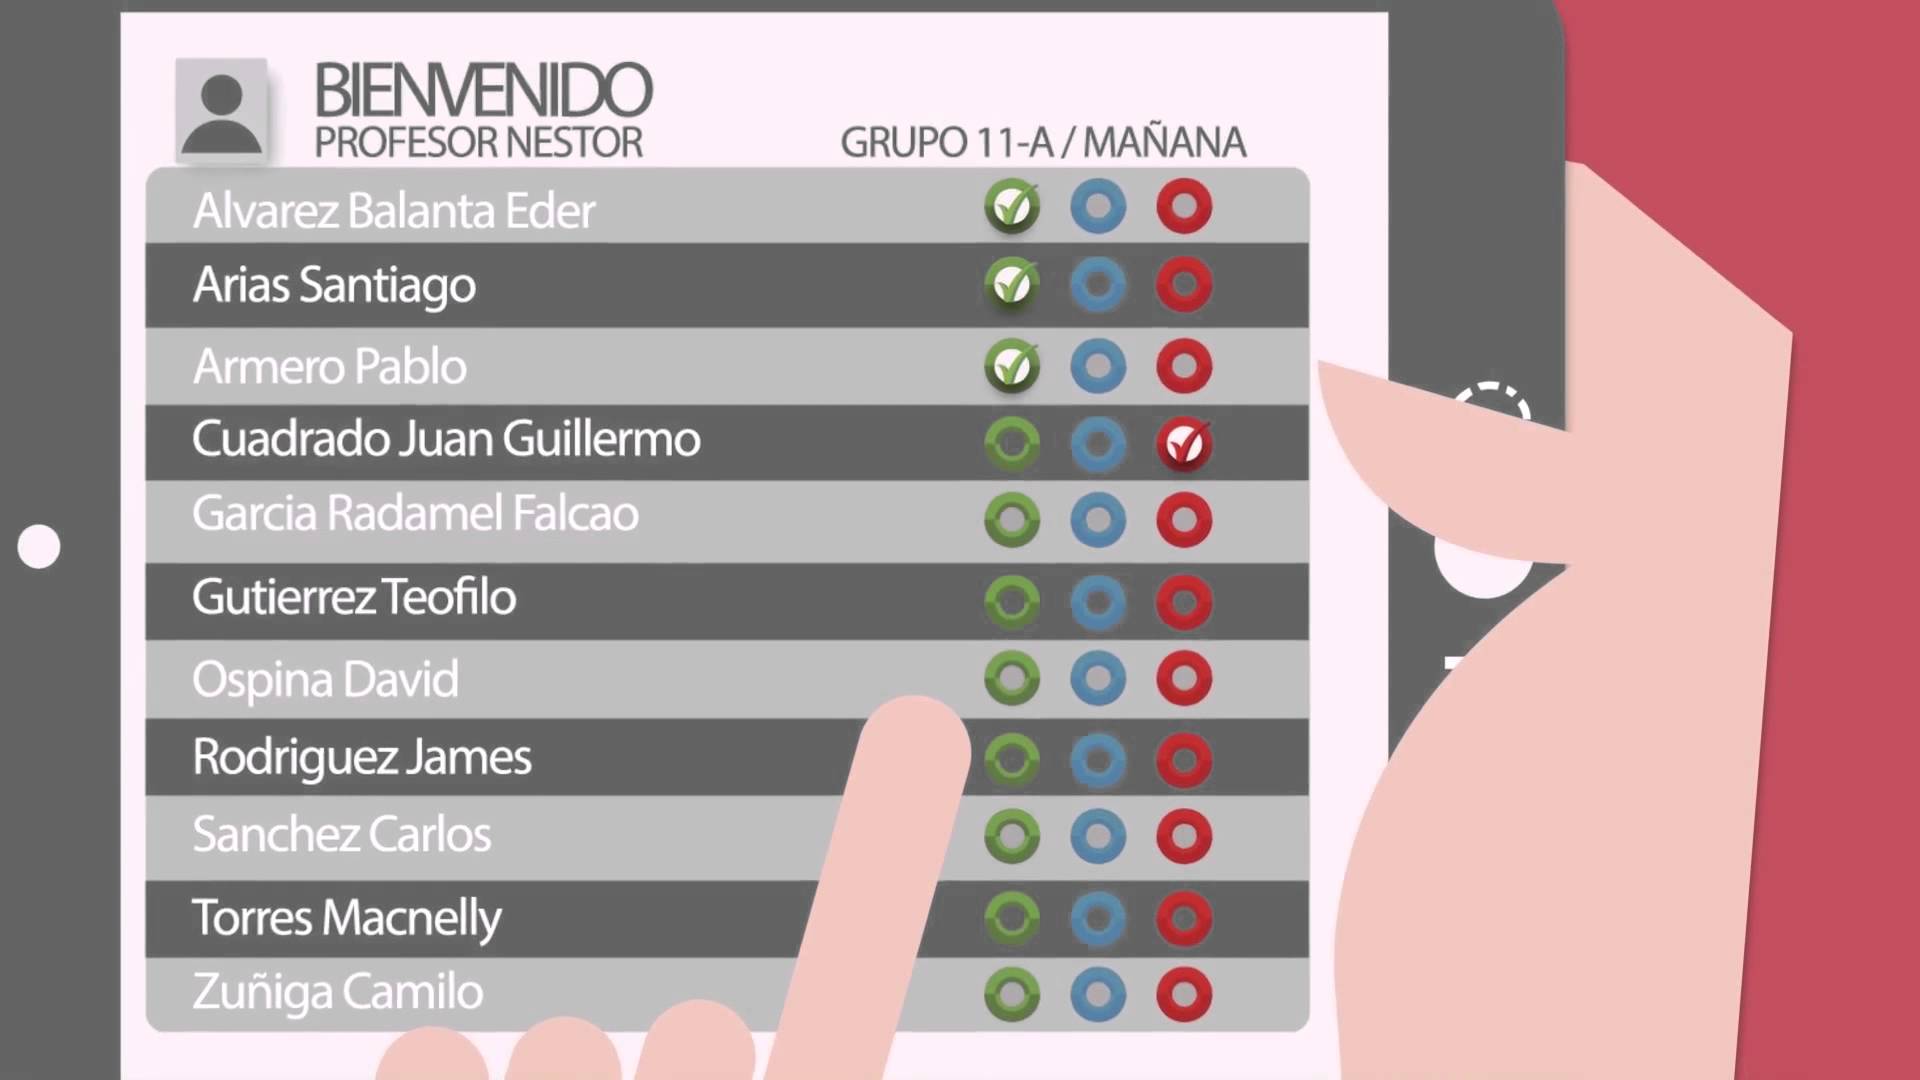 BIENVENIDO
PROFESOR NESTOR
GRUPO 11-A / MAÑANA
Alvarez Balanta Eder
Arias Santiago
Armero Pablo
Cuadrado Juan Guillermo
Garcia Radamel Falcao
Gutierrez Teofilo
Ospina David
Rodriguez James
Sanchez Carlos
Torres Macnelly
Zuñiga Camilo